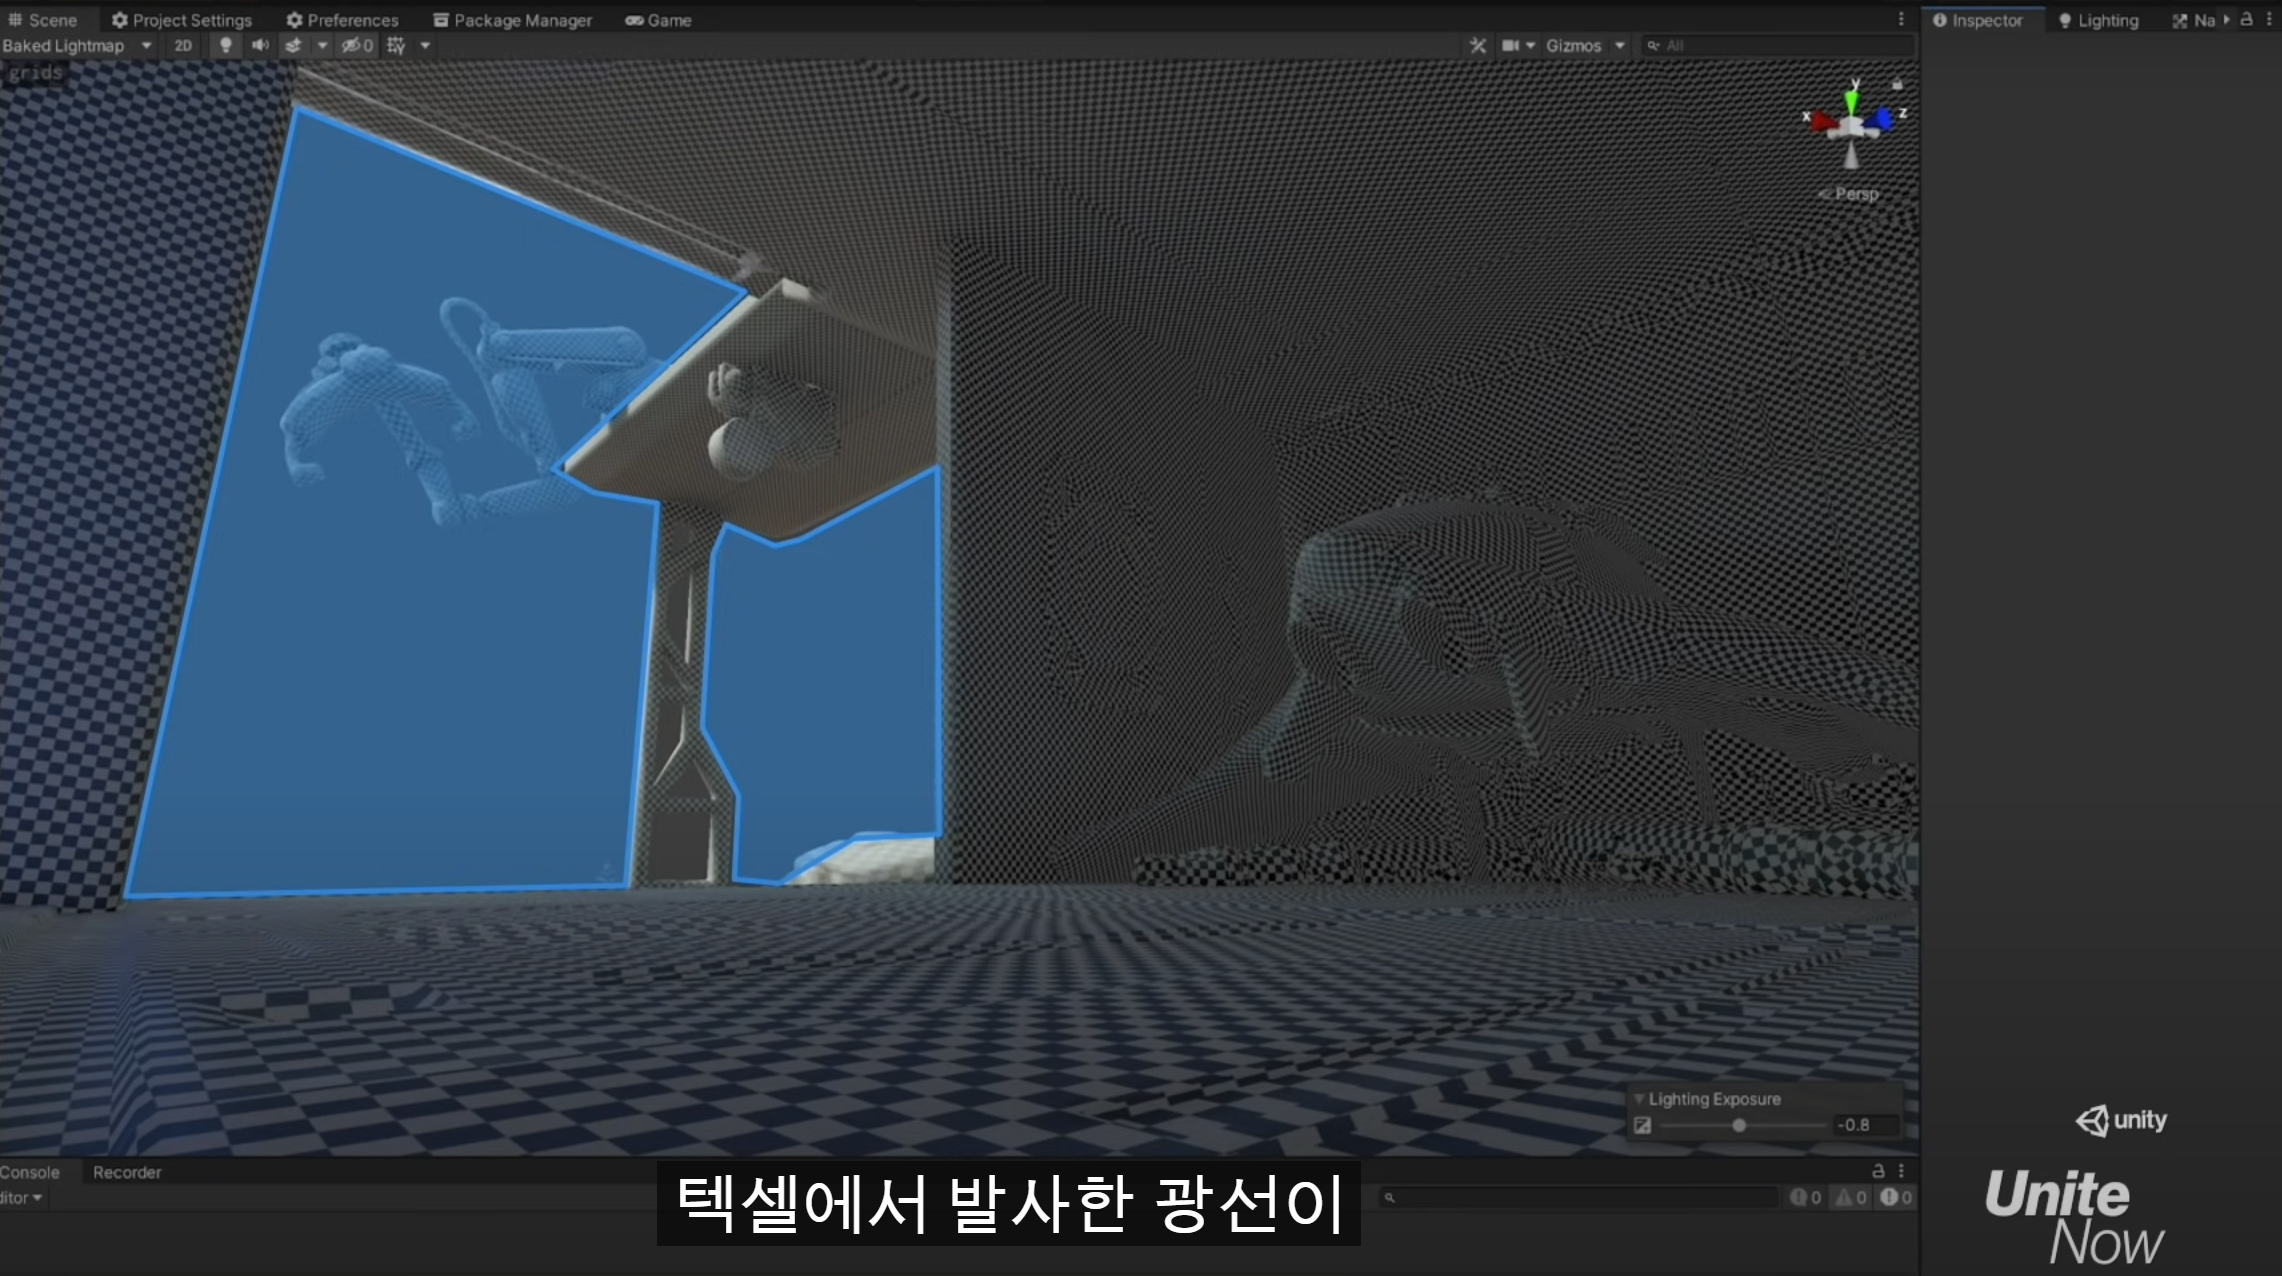 Scene Project Settings Preferences Package Manager Game
Inspector Lighting Na
Baked Lightmap 2D 0 Gizmos All
grids
y
x z
Persp
Lighting Exposure
-0.8
Console Recorder
ditor 0 0 0
텍셀에서 발사한 광선이
unity
Unite
Now